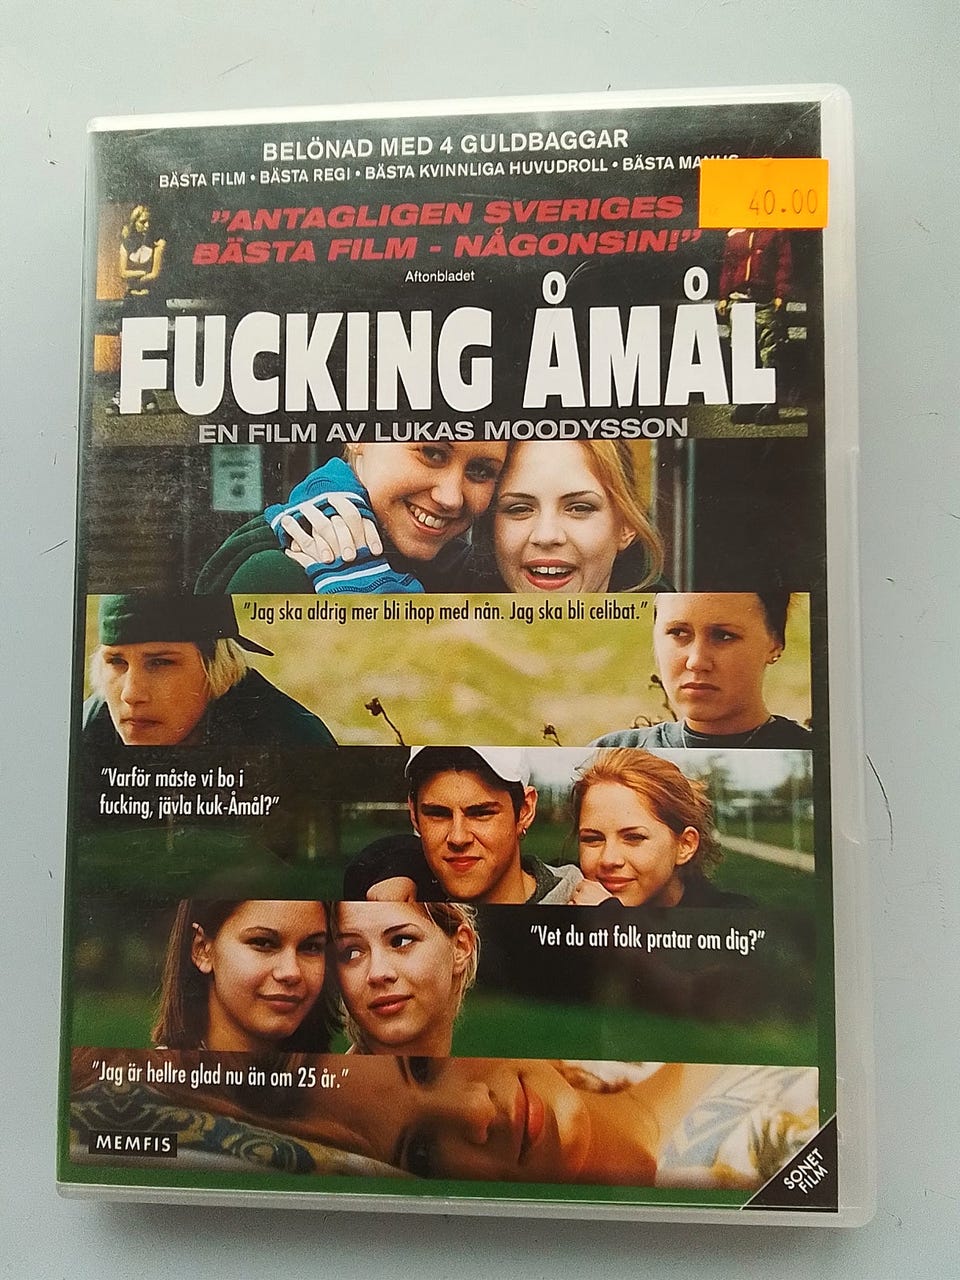 BELÖNAD MED 4 GULDBAGGAR
BÄSTA FILM • BÄSTA REGI • BÄSTA KVINNLIGA HUVUDROLL • BÄSTA
40.00
"ANTAGLIGEN SVERIGES
BÄSTA FILM - NÅGONSIN!"
Aftonbladet
FUCKING ÅMÅL
EN FILM AV LUKAS MOODYSSON
"Jag ska aldrig mer bli ihop med nån. Jag ska bli celibat."
"Varför måste vi bo i
fucking, jävla kuk-Åmål?"
"Vet du att folk pratar om dig?"
"Jag är hellre glad nu än om 25 år."
MEMFIS
SONET
FILM